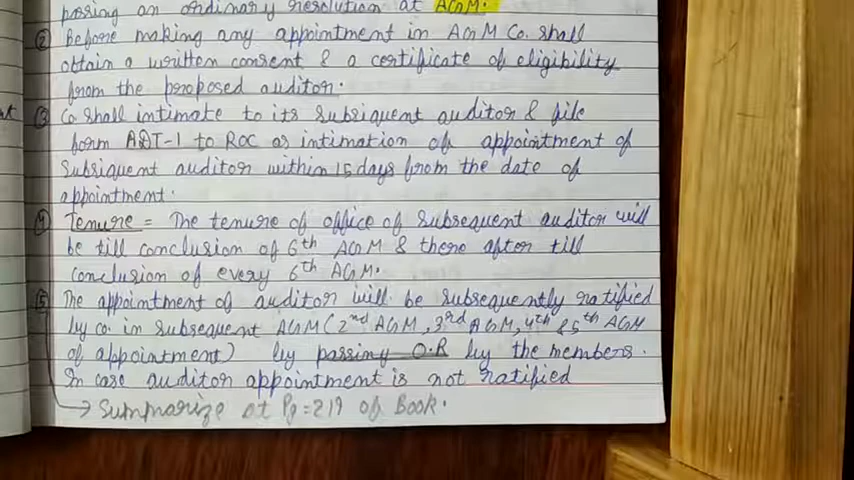 passing an ordinary resolution at AGM.
② Before making any appointment in AGM Co. shall
obtain a written consent & a certificate of eligibility
from the proposed auditor.
③ Co shall intimate to its subsiquent auditor & file
form ADT-1 to ROC as intimation of appointment of
subsiquent auditor within 15 days from the date of
appointment.
④ Tenure = The tenure of office of subsequent auditor will
be till conclusion of 6th AGM & there after till
conclusion of every 6th AGM.
⑤ The appointment of auditor will be subsequently ratified
by co. in subsequent AGM (2nd AGM, 3rd AGM, 4th & 5th AGM
of appointment) by passing O.R by the members.
In case auditor appointment is not ratified
→ Summarize at Pg = 219 of Book.